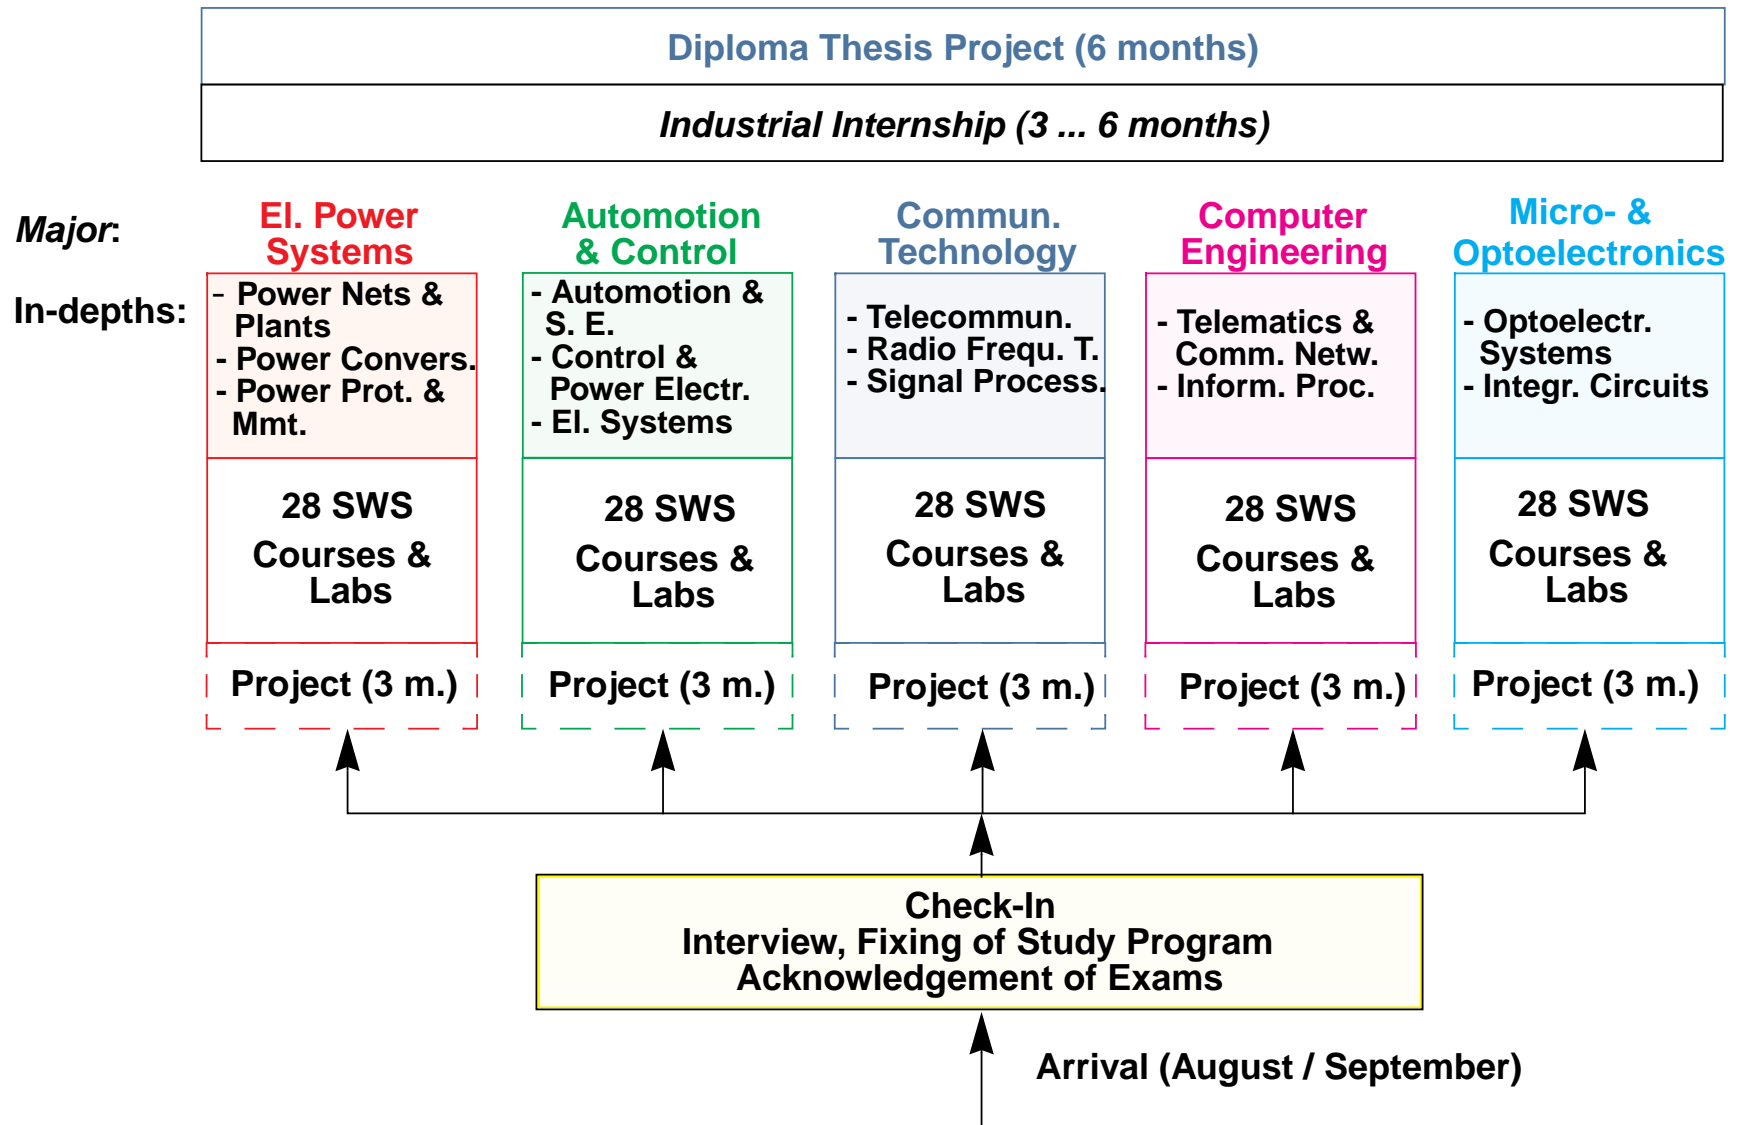 Diploma Thesis Project (6 months)
Industrial Internship (3 ... 6 months)
Major:
El. Power
Systems
Automotion
& Control
Commun.
Technology
Computer
Engineering
Micro- &
Optoelectronics
In-depths:
- Power Nets &
Plants
- Power Convers.
- Power Prot. &
Mmt.
- Automotion &
S. E.
- Control &
Power Electr.
- El. Systems
- Telecommun.
- Radio Frequ. T.
- Signal Process.
- Telematics &
Comm. Netw.
- Inform. Proc.
- Optoelectr.
Systems
- Integr. Circuits
28 SWS
Courses &
Labs
28 SWS
Courses &
Labs
28 SWS
Courses &
Labs
28 SWS
Courses &
Labs
28 SWS
Courses &
Labs
Project (3 m.)
Project (3 m.)
Project (3 m.)
Project (3 m.)
Project (3 m.)
Check-In
Interview, Fixing of Study Program
Acknowledgement of Exams
Arrival (August / September)